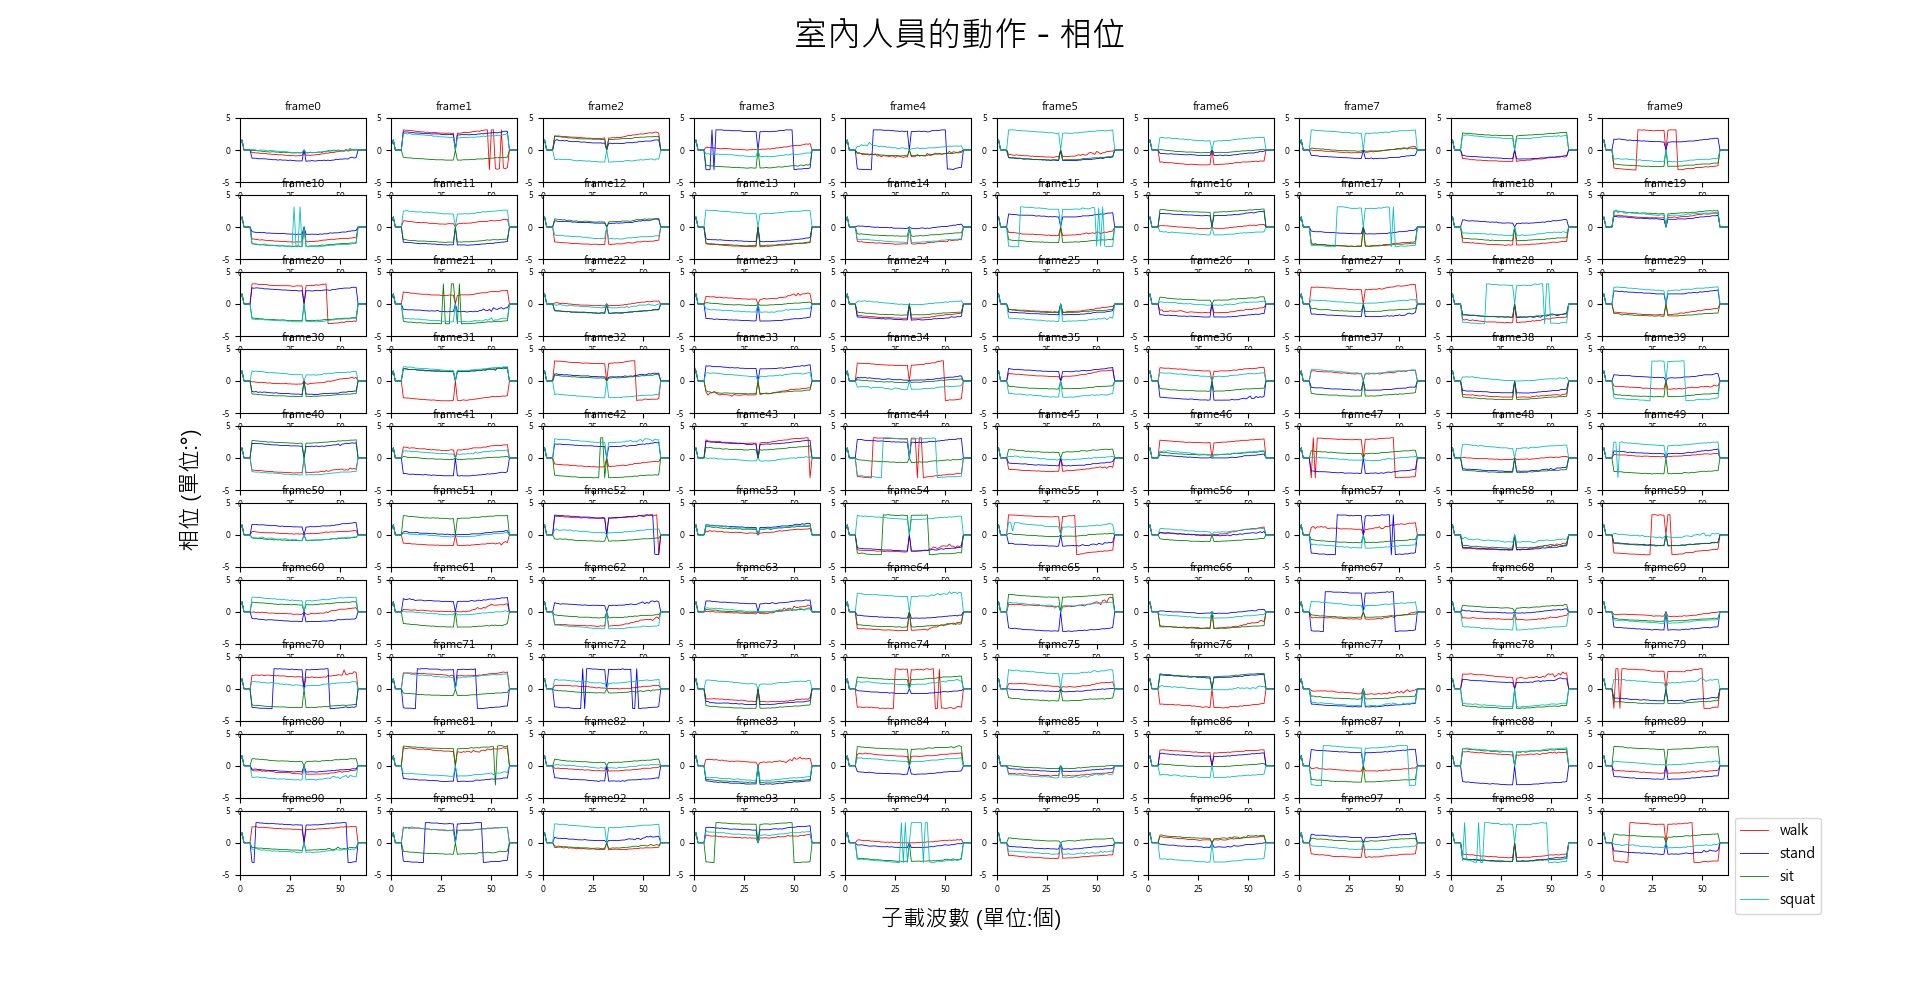 室內人員的動作 - 相位
frame0 frame1 frame2 frame3 frame4 frame5 frame6 frame7 frame8 frame9
frame10 frame11 frame12 frame13 frame14 frame15 frame16 frame17 frame18 frame19
frame20 frame21 frame22 frame23 frame24 frame25 frame26 frame27 frame28 frame29
frame30 frame31 frame32 frame33 frame34 frame35 frame36 frame37 frame38 frame39
frame40 frame41 frame42 frame43 frame44 frame45 frame46 frame47 frame48 frame49
frame50 frame51 frame52 frame53 frame54 frame55 frame56 frame57 frame58 frame59
frame60 frame61 frame62 frame63 frame64 frame65 frame66 frame67 frame68 frame69
frame70 frame71 frame72 frame73 frame74 frame75 frame76 frame77 frame78 frame79
frame80 frame81 frame82 frame83 frame84 frame85 frame86 frame87 frame88 frame89
frame90 frame91 frame92 frame93 frame94 frame95 frame96 frame97 frame98 frame99
5
0
-5
0 25 50
相位 (單位:°)
子載波數 (單位:個)
walk
stand
sit
squat